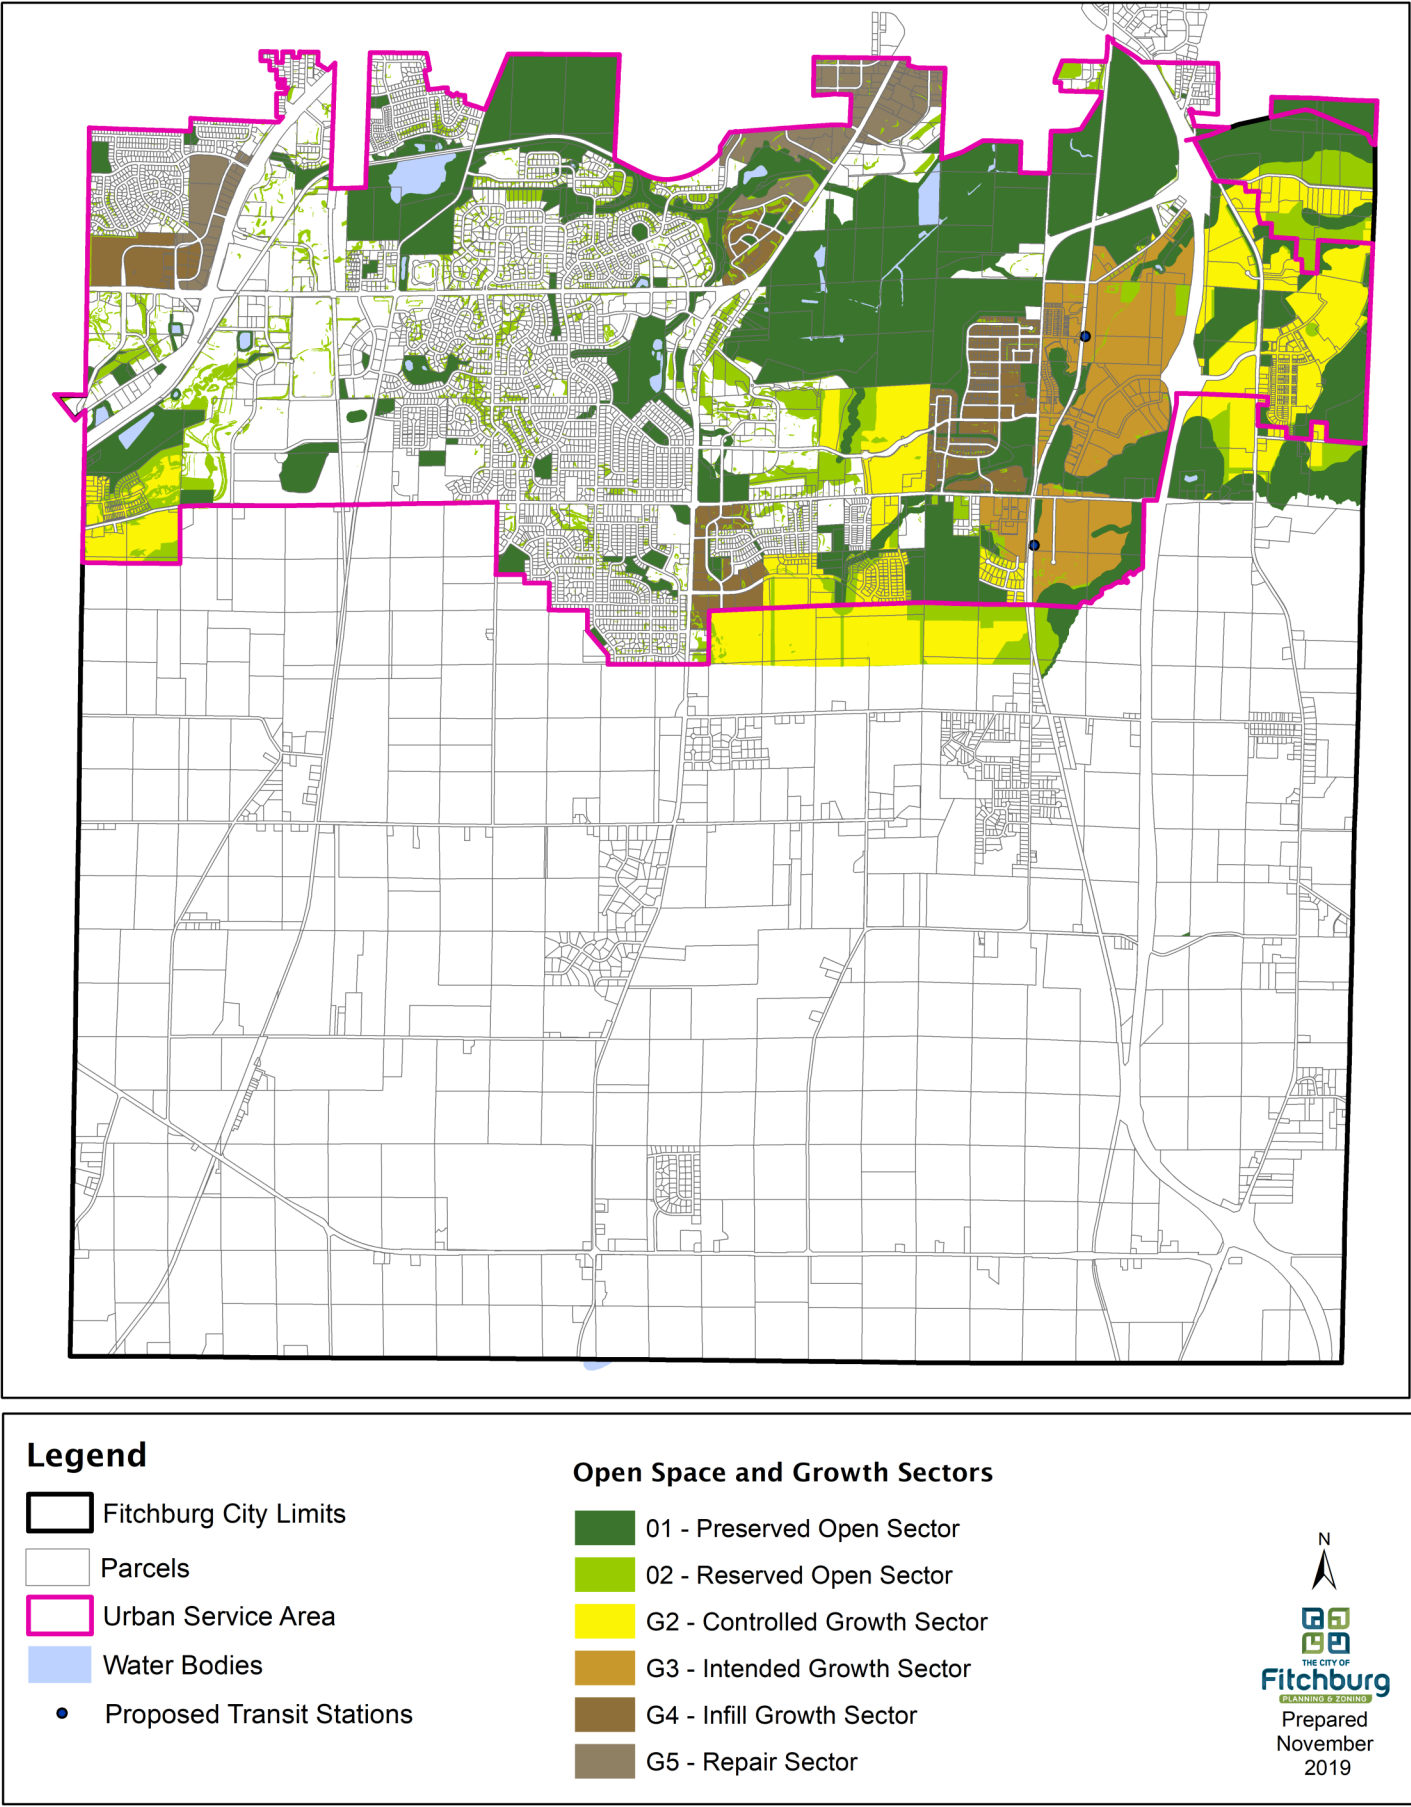 Legend
Fitchburg City Limits
Parcels
Urban Service Area
Water Bodies
Proposed Transit Stations
Open Space and Growth Sectors
01 - Preserved Open Sector
02 - Reserved Open Sector
G2 - Controlled Growth Sector
G3 - Intended Growth Sector
G4 - Infill Growth Sector
G5 - Repair Sector
N
THE CITY OF
Fitchburg
PLANNING & ZONING
Prepared
November
2019